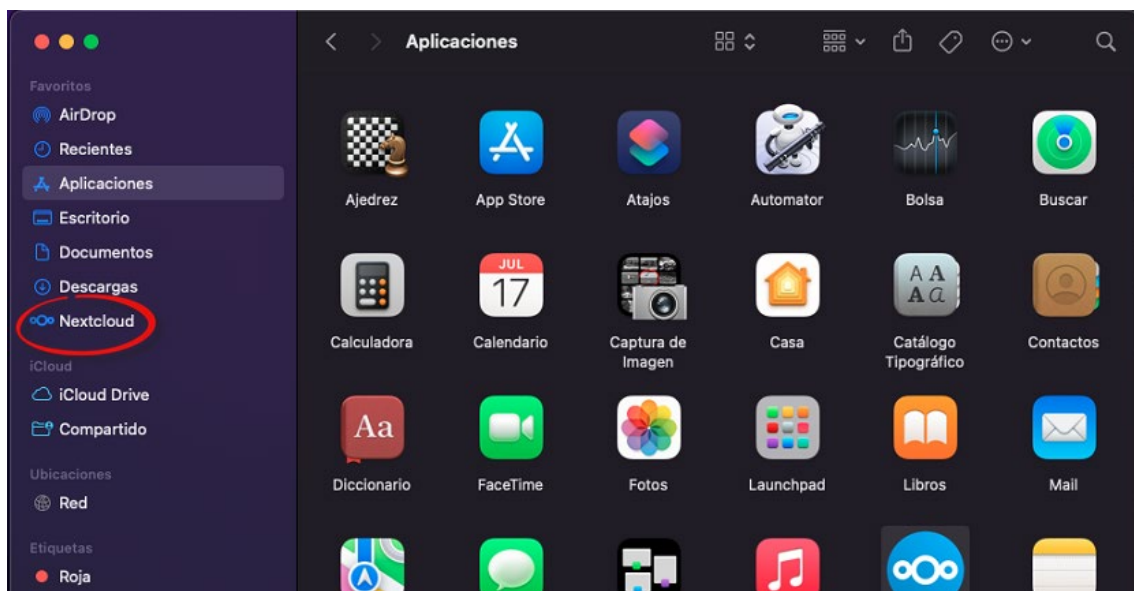 Aplicaciones
Favoritos
AirDrop
Recientes
Aplicaciones
Escritorio
Documentos
Descargas
Nextcloud
iCloud
iCloud Drive
Compartido
Ubicaciones
Red
Etiquetas
Roja
Ajedrez
App Store
Atajos
Automator
Bolsa
Buscar
JUL
17
A A
A a
Calculadora
Calendario
Captura de
Imagen
Casa
Catálogo
Tipográfico
Contactos
Aa
Diccionario
FaceTime
Fotos
Launchpad
Libros
Mail